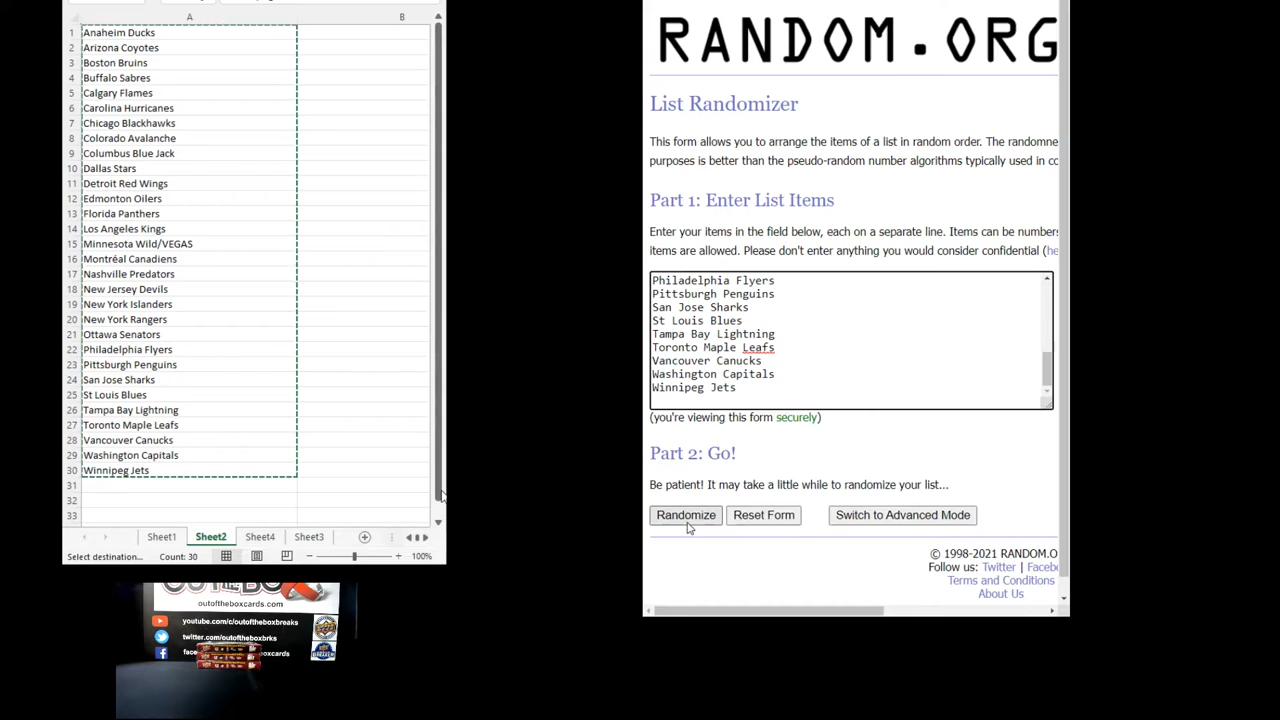 A
B
1 Anaheim Ducks
2 Arizona Coyotes
3 Boston Bruins
4 Buffalo Sabres
5 Calgary Flames
6 Carolina Hurricanes
7 Chicago Blackhawks
8 Colorado Avalanche
9 Columbus Blue Jack
10 Dallas Stars
11 Detroit Red Wings
12 Edmonton Oilers
13 Florida Panthers
14 Los Angeles Kings
15 Minnesota Wild/VEGAS
16 Montréal Canadiens
17 Nashville Predators
18 New Jersey Devils
19 New York Islanders
20 New York Rangers
21 Ottawa Senators
22 Philadelphia Flyers
23 Pittsburgh Penguins
24 San Jose Sharks
25 St Louis Blues
26 Tampa Bay Lightning
27 Toronto Maple Leafs
28 Vancouver Canucks
29 Washington Capitals
30 Winnipeg Jets
31
32
33
Sheet1 Sheet2 Sheet4 Sheet3
Select destination... Count: 30 100%
outoftheboxcards.com
youtube.com/c/outoftheboxbreaks
twitter.com/outoftheboxbrks
RANDOM.ORG
List Randomizer
This form allows you to arrange the items of a list in random order. The randomne
purposes is better than the pseudo-random number algorithms typically used in co
Part 1: Enter List Items
Enter your items in the field below, each on a separate line. Items can be numbers
items are allowed. Please don't enter anything you would consider confidential (he
Philadelphia Flyers
Pittsburgh Penguins
San Jose Sharks
St Louis Blues
Tampa Bay Lightning
Toronto Maple Leafs
Vancouver Canucks
Washington Capitals
Winnipeg Jets
(you're viewing this form securely)
Part 2: Go!
Be patient! It may take a little while to randomize your list...
Randomize Reset Form Switch to Advanced Mode
© 1998-2021 RANDOM.O
Follow us: Twitter | Facebo
Terms and Conditions
About Us